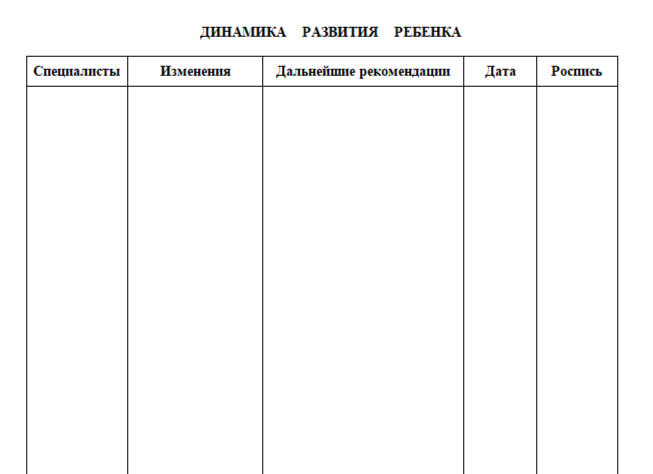 ДИНАМИКА РАЗВИТИЯ РЕБЕНКА
Специалисты Изменения Дальнейшие рекомендации Дата Роспись